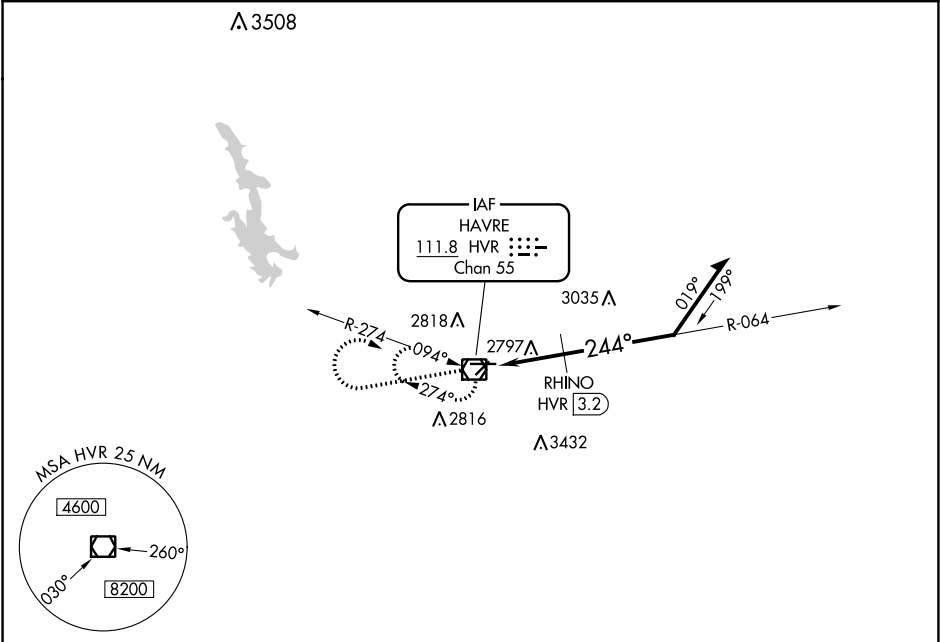 3508
IAF
HAVRE
111.8 HVR
Chan 55
3035
019°
199°
R-274
2818
R-064
094°
2797
244°
274°
RHINO
HVR 3.2
2816
3432
MSA HVR 25 NM
4600
260°
030°
8200